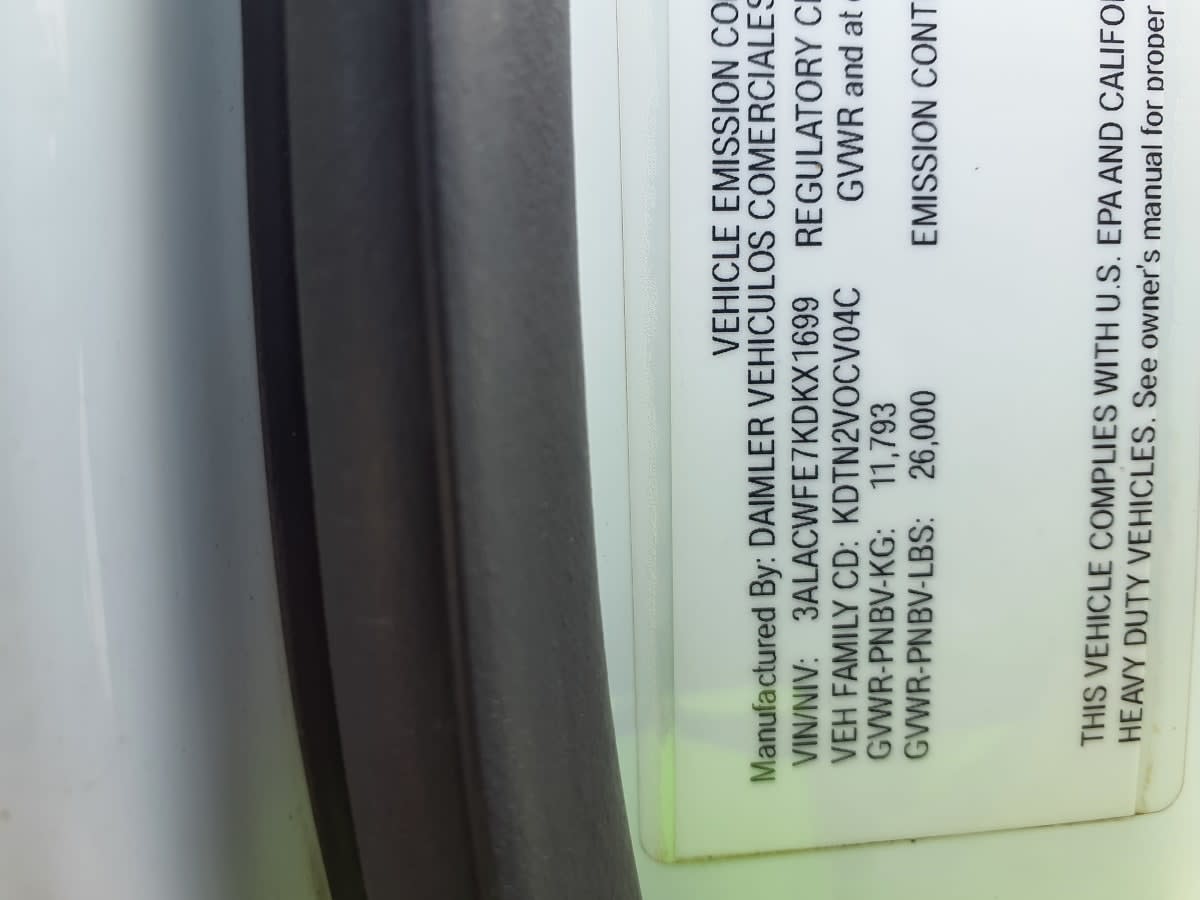 VEHICLE EMISSION CO
Manufactured By: DAIMLER VEHICULOS COMERCIALES
VIN/NIV: 3ALACWFE7KDKX1699 REGULATORY C
VEH FAMILY CD: KDTN2VOCV04C GVWR and at
GVWR-PNBV-KG: 11,793
GVWR-PNBV-LBS: 26,000 EMISSION CONT
THIS VEHICLE COMPLIES WITH U.S. EPA AND CALIFO
HEAVY DUTY VEHICLES. See owner's manual for proper